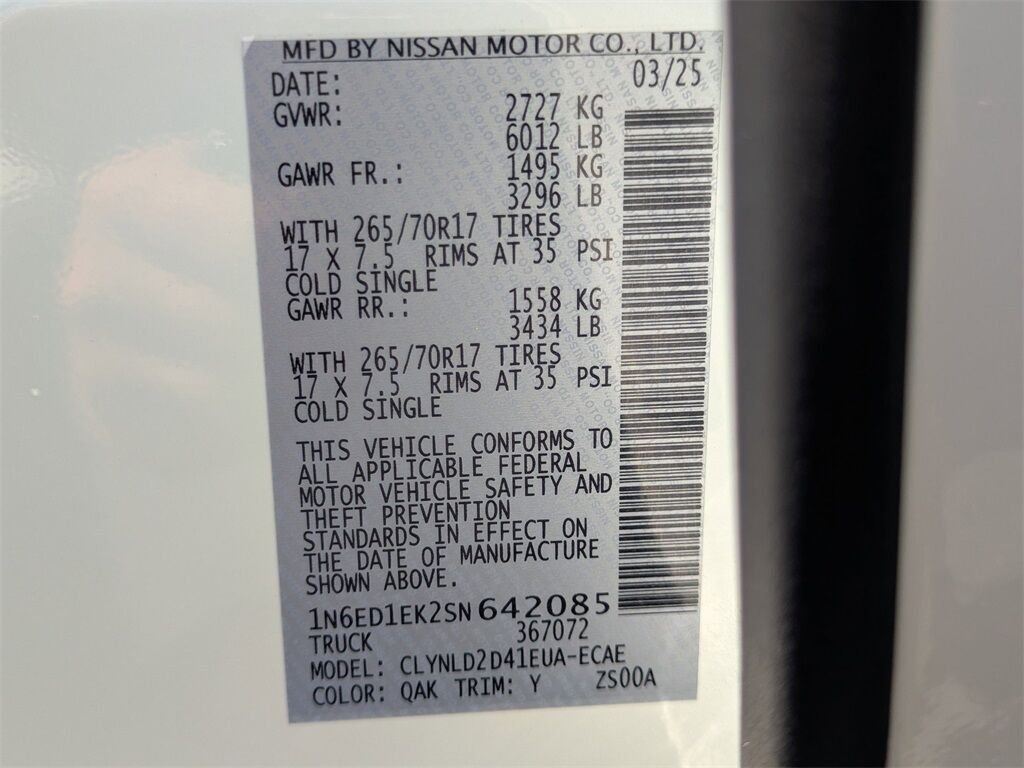 MFD BY NISSAN MOTOR CO., LTD.
DATE: 03/25
GVWR: 2727 KG
6012 LB
GAWR FR.: 1495 KG
3296 LB
WITH 265/70R17 TIRES
17 X 7.5 RIMS AT 35 PSI
COLD SINGLE
GAWR RR.: 1558 KG
3434 LB
WITH 265/70R17 TIRES
17 X 7.5 RIMS AT 35 PSI
COLD SINGLE
THIS VEHICLE CONFORMS TO
ALL APPLICABLE FEDERAL
MOTOR VEHICLE SAFETY AND
THEFT PREVENTION
STANDARDS IN EFFECT ON
THE DATE OF MANUFACTURE
SHOWN ABOVE.
1N6ED1EK2SN642085
TRUCK 367072
MODEL: CLYNLD2D41EUA-ECAE
COLOR: QAK TRIM: Y ZS00A